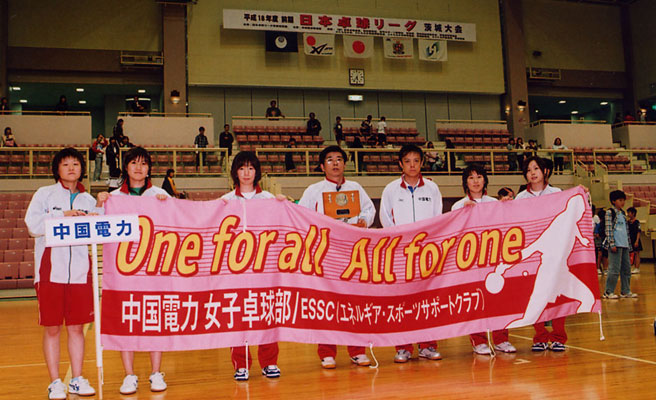 平成18年度 前期 日本卓球リーグ 茨城大会
中国電力
One for all All for one
中国電力 女子卓球部/ESSC(エネルギア・スポーツサポートクラブ)